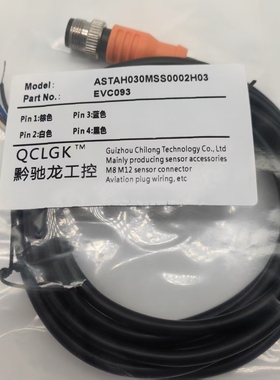 Model: ASTAH030MSS0002H03
Part No.: EVC093
Pin 1:棕色 Pin 3:蓝色
Pin 2:白色 Pin 4:黑色
QCLGK™
黔驰龙工控
Guizhou Chilong Technology Co., Ltd
Mainly producing sensor accessories
M8 M12 sensor connector
Aviation plug wiring, etc